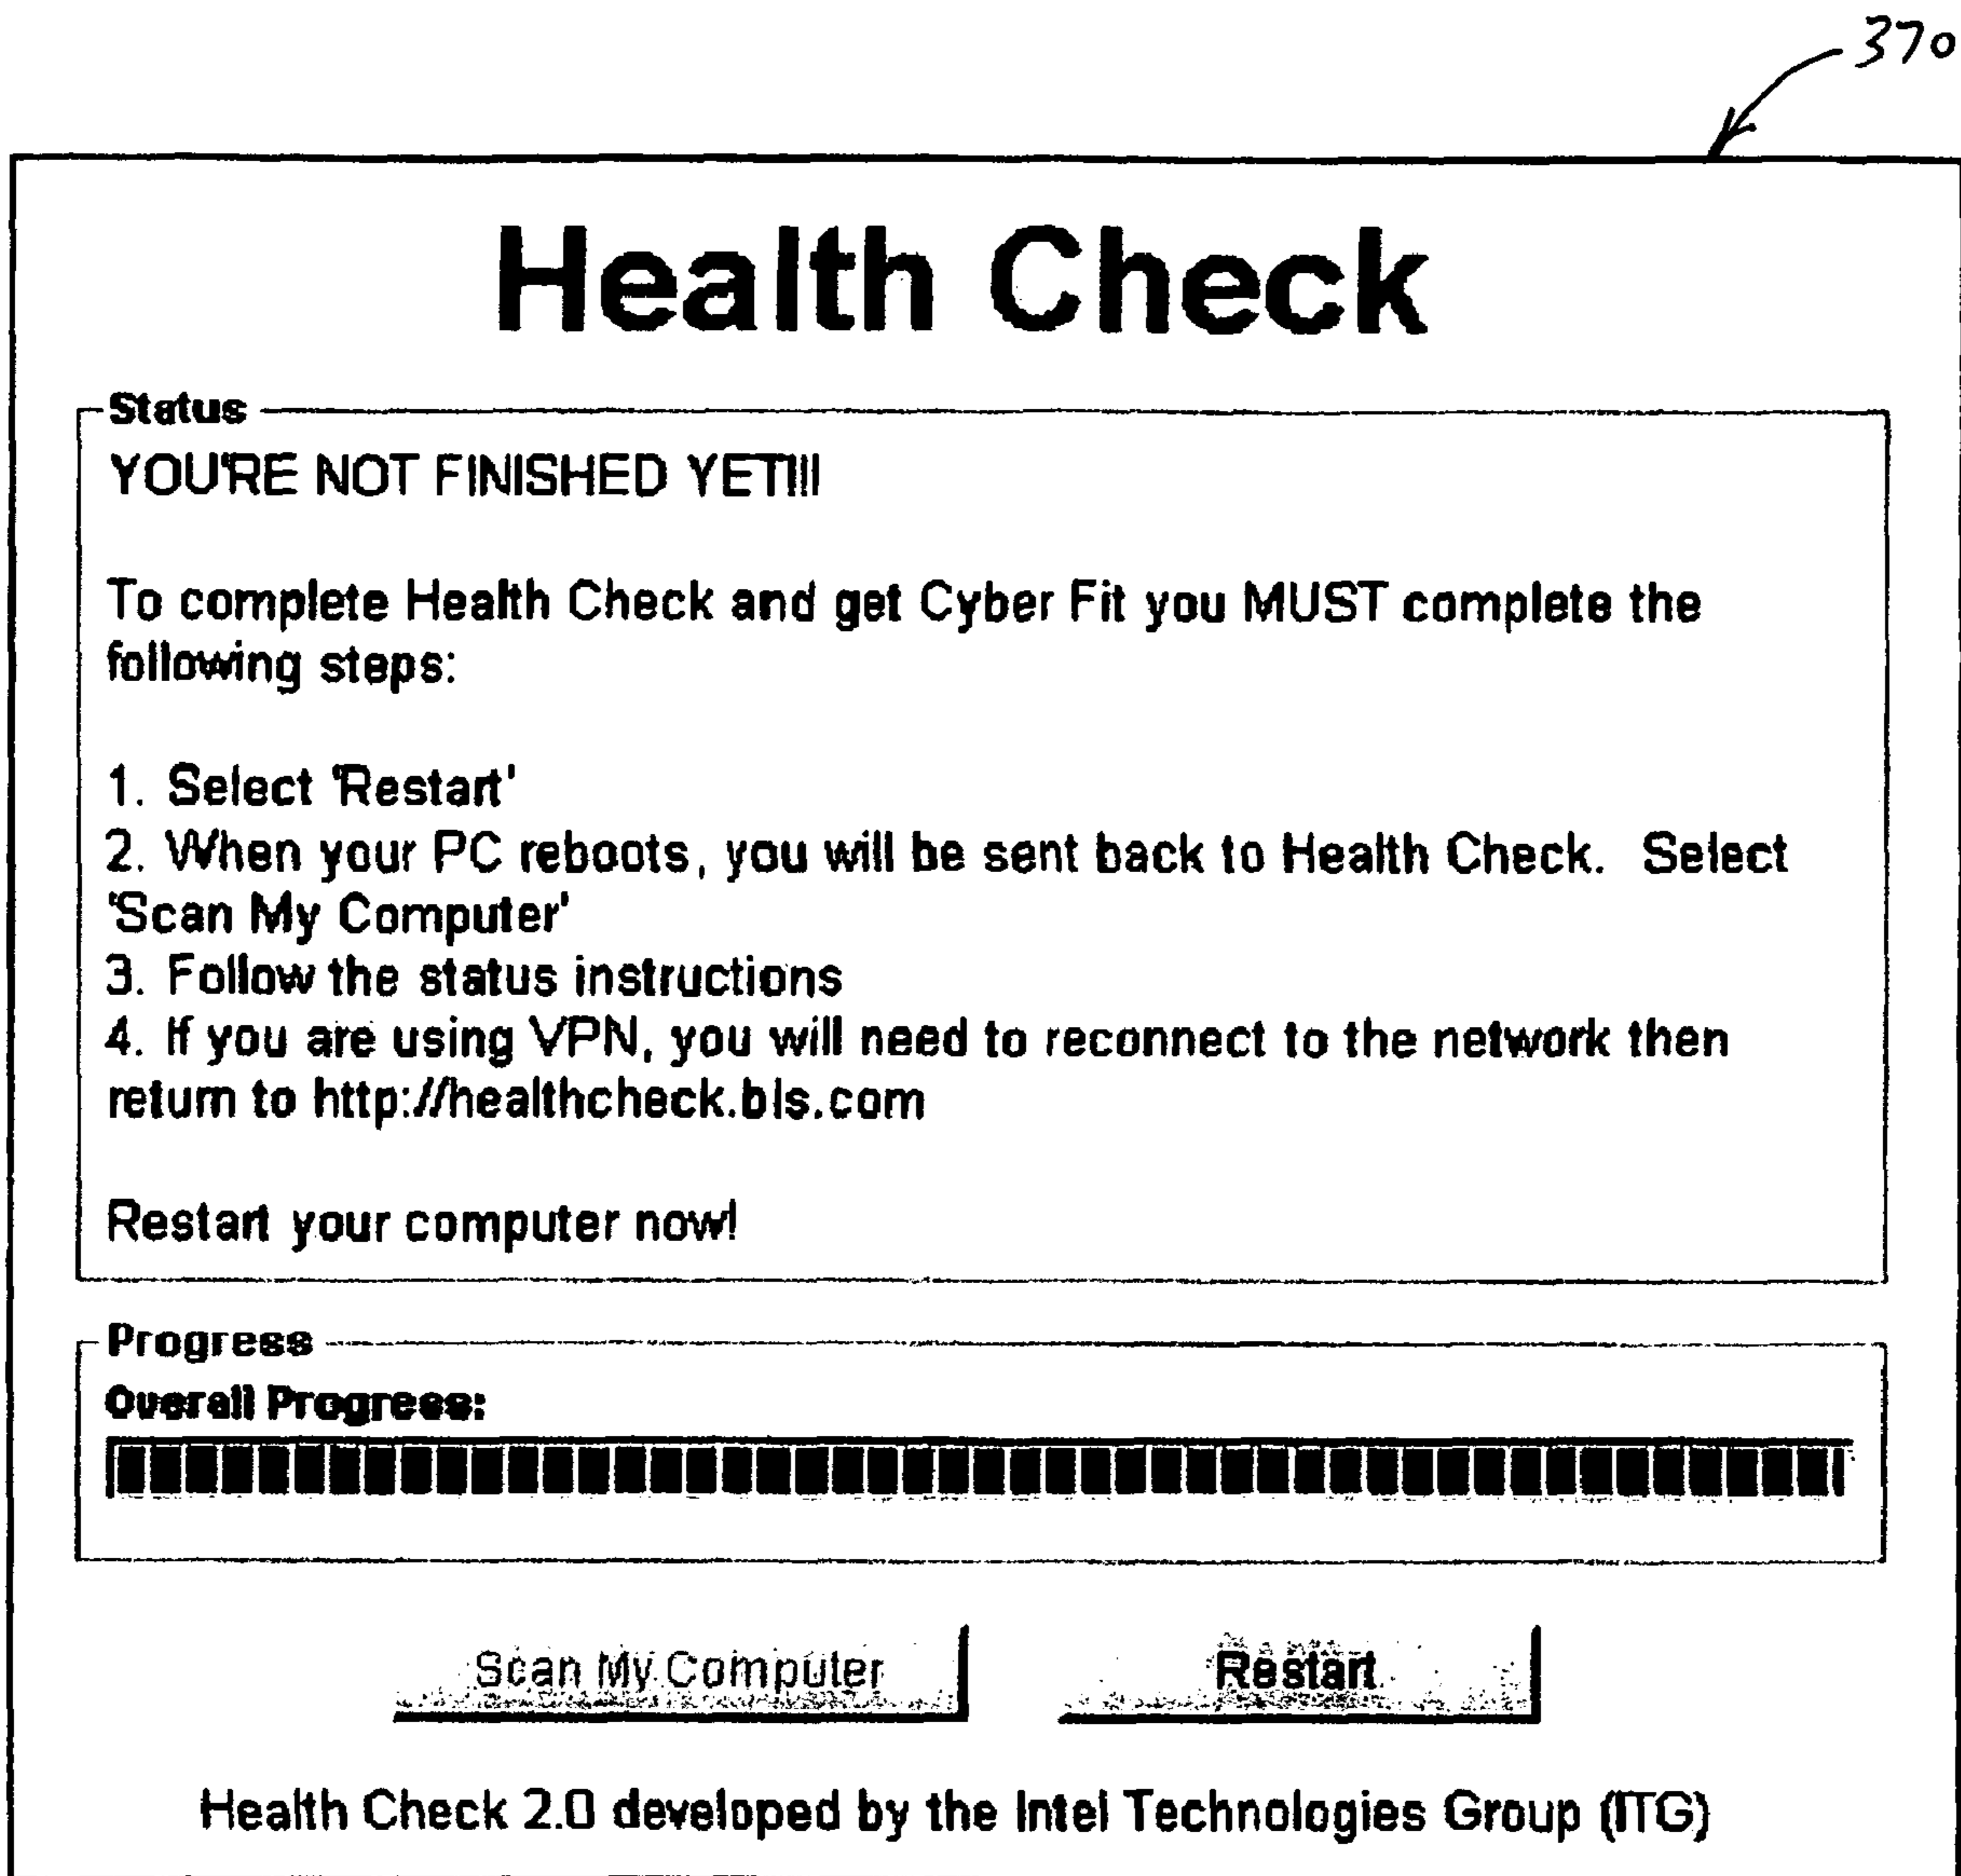 370
Health Check
Status
YOU'RE NOT FINISHED YET!!!
To complete Health Check and get Cyber Fit you MUST complete the
following steps:
1. Select 'Restart'
2. When your PC reboots, you will be sent back to Health Check.  Select
'Scan My Computer'
3. Follow the status instructions
4. If you are using VPN, you will need to reconnect to the network then
return to http://healthcheck.bls.com
Restart your computer now!
Progress
Overall Progress:
Scan My Computer
Restart
Health Check 2.0 developed by the Intel Technologies Group (ITG)